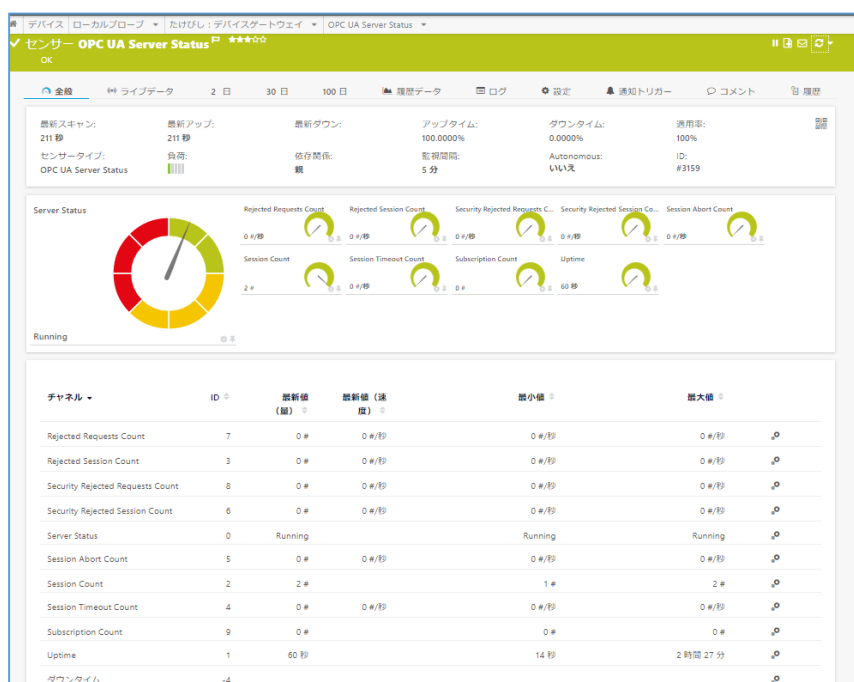 デバイス ローカルプローブ ▾ たけびし：デバイスゲートウェイ ▾ OPC UA Server Status ▾
センサー OPC UA Server Status
OK
全般 ライブデータ 2 日 30 日 100 日 履歴データ ログ 設定 通知トリガー コメント 履歴
最新スキャン: 最新アップ: 最新ダウン: アップタイム: ダウンタイム: 適用率:
211 秒 211 秒 100.0000% 0.0000% 100%
センサータイプ: 負荷: 依存関係: 監視間隔: Autonomous: ID:
OPC UA Server Status 親 5 分 いいえ #3159
Server Status
Running
Rejected Requests Count Rejected Session Count Security Rejected Requests C... Security Rejected Session Co... Session Abort Count
0 #/秒 0 #/秒 0 #/秒 0 #/秒 0 #/秒
Session Count Session Timeout Count Subscription Count Uptime
2 # 0 #/秒 0 # 60 秒
チャネル ▾ ID 最新値（量） 最新値（速度） 最小値 最大値
Rejected Requests Count 7 0 # 0 #/秒 0 #/秒 0 #/秒
Rejected Session Count 3 0 # 0 #/秒 0 #/秒 0 #/秒
Security Rejected Requests Count 8 0 # 0 #/秒 0 #/秒 0 #/秒
Security Rejected Session Count 6 0 # 0 #/秒 0 #/秒 0 #/秒
Server Status 0 Running Running Running
Session Abort Count 5 0 # 0 #/秒 0 #/秒 0 #/秒
Session Count 2 2 # 1 # 2 #
Session Timeout Count 4 0 # 0 #/秒 0 #/秒 0 #/秒
Subscription Count 9 0 # 0 # 0 #
Uptime 1 60 秒 14 秒 2 時間 27 分
ダウンタイム -4